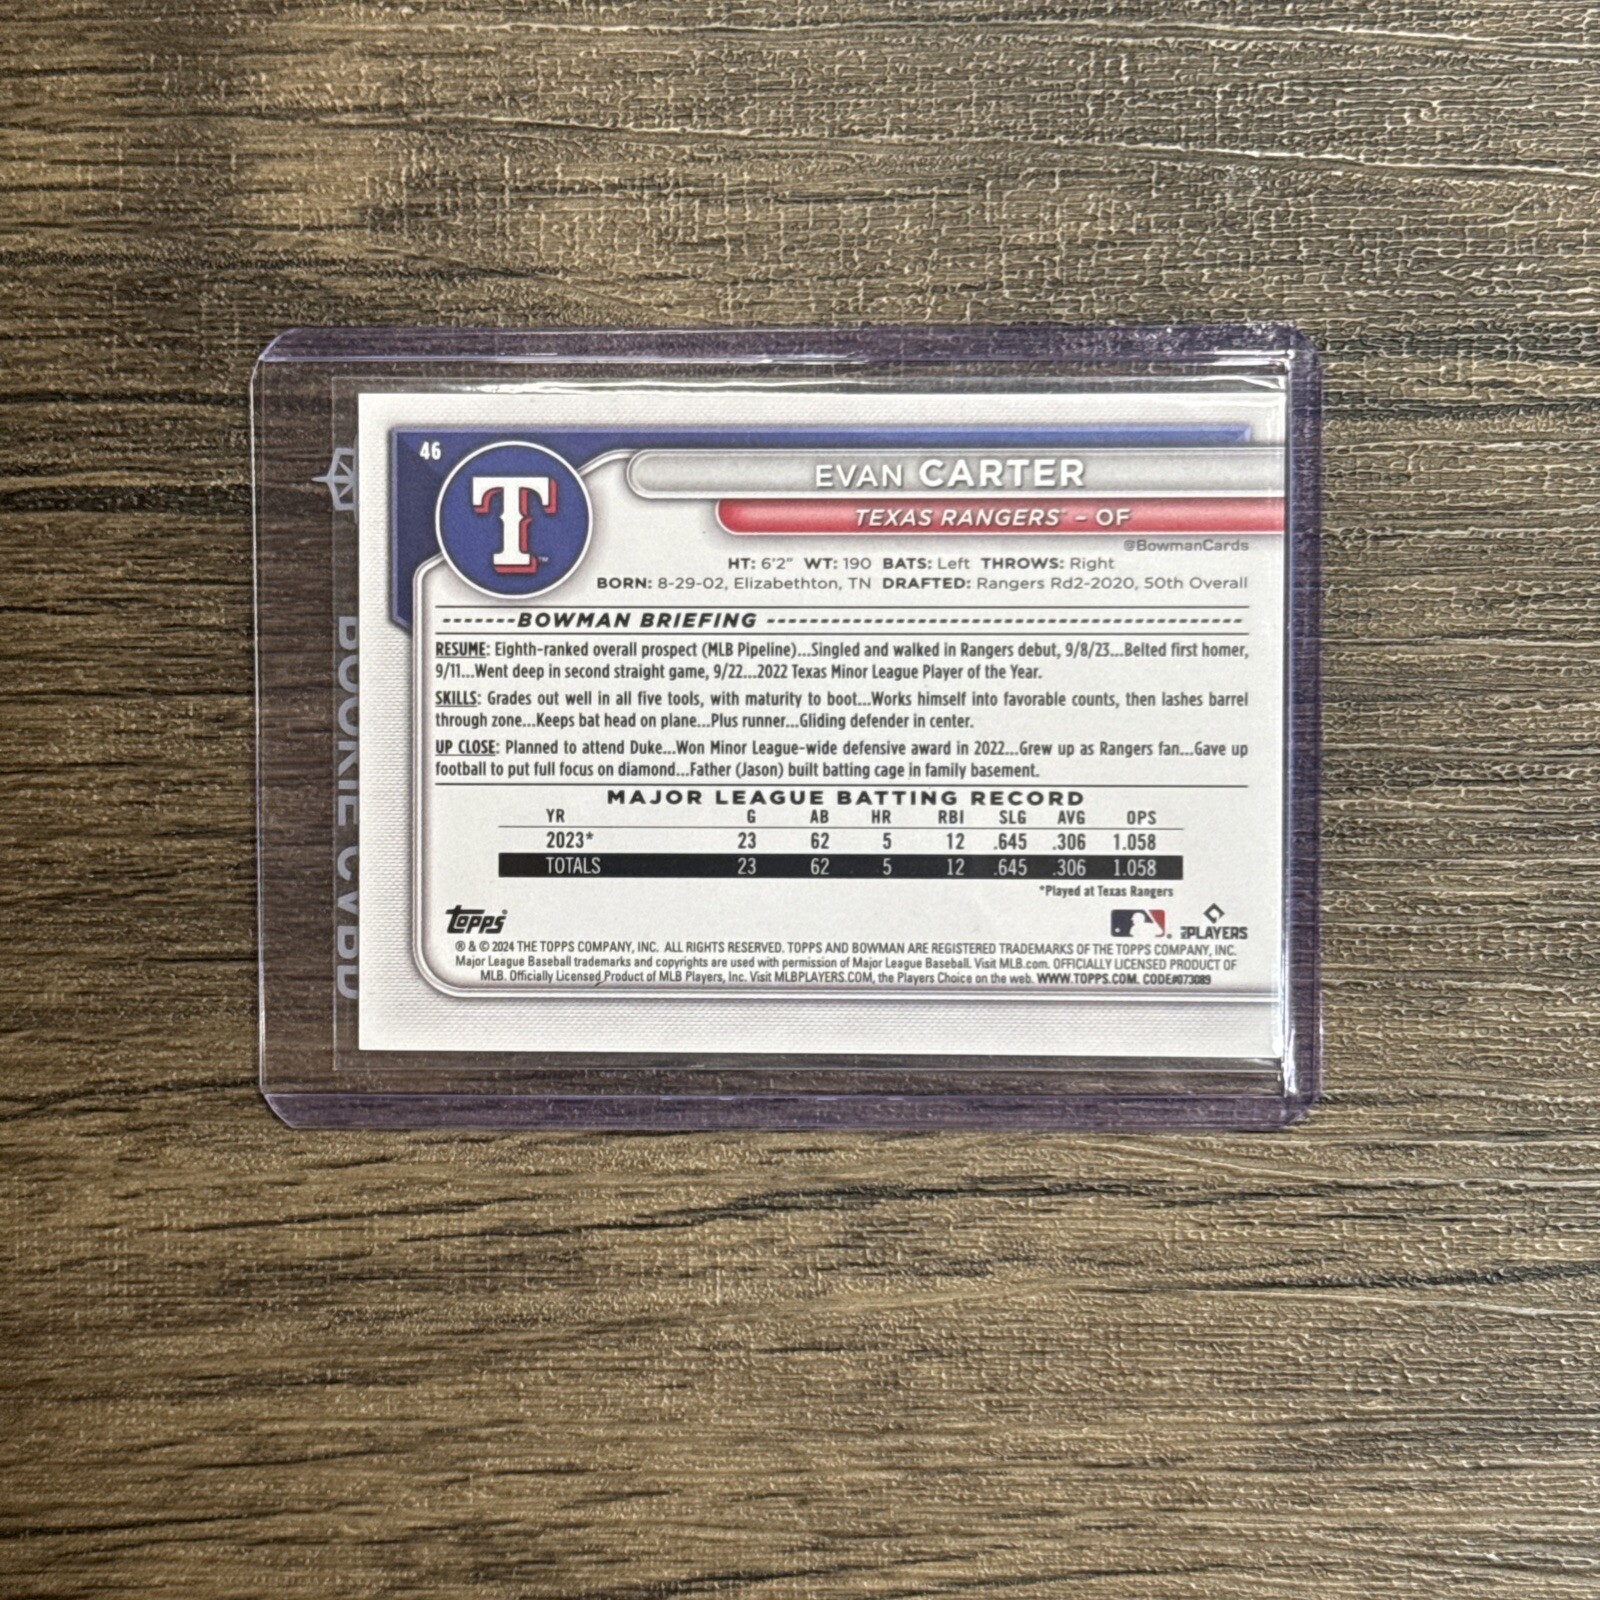 46
T
™
EVAN CARTER
TEXAS RANGERS - OF
@BowmanCards
HT: 6'2" WT: 190 BATS: Left THROWS: Right
BORN: 8-29-02, Elizabethton, TN DRAFTED: Rangers Rd2-2020, 50th Overall
BOWMAN BRIEFING
RESUME: Eighth-ranked overall prospect (MLB Pipeline)...Singled and walked in Rangers debut, 9/8/23...Belted first homer,
9/11...Went deep in second straight game, 9/22...2022 Texas Minor League Player of the Year.
SKILLS: Grades out well in all five tools, with maturity to boot...Works himself into favorable counts, then lashes barrel
through zone...Keeps bat head on plane...Plus runner...Gliding defender in center.
UP CLOSE: Planned to attend Duke...Won Minor League-wide defensive award in 2022...Grew up as Rangers fan...Gave up
football to put full focus on diamond...Father (Jason) built batting cage in family basement.
MAJOR LEAGUE BATTING RECORD
YR G AB HR RBI SLG AVG OPS
2023* 23 62 5 12 .645 .306 1.058
TOTALS 23 62 5 12 .645 .306 1.058
*Played at Texas Rangers
topps
PLAYERS
® & © 2024 THE TOPPS COMPANY, INC. ALL RIGHTS RESERVED. TOPPS AND BOWMAN ARE REGISTERED TRADEMARKS OF THE TOPPS COMPANY, INC.
Major League Baseball trademarks and copyrights are used with permission of Major League Baseball. Visit MLB.com. OFFICIALLY LICENSED PRODUCT OF
MLB. Officially Licensed Product of MLB Players, Inc. Visit MLBPLAYERS.COM, the Players Choice on the web. WWW.TOPPS.COM. CODE#073089